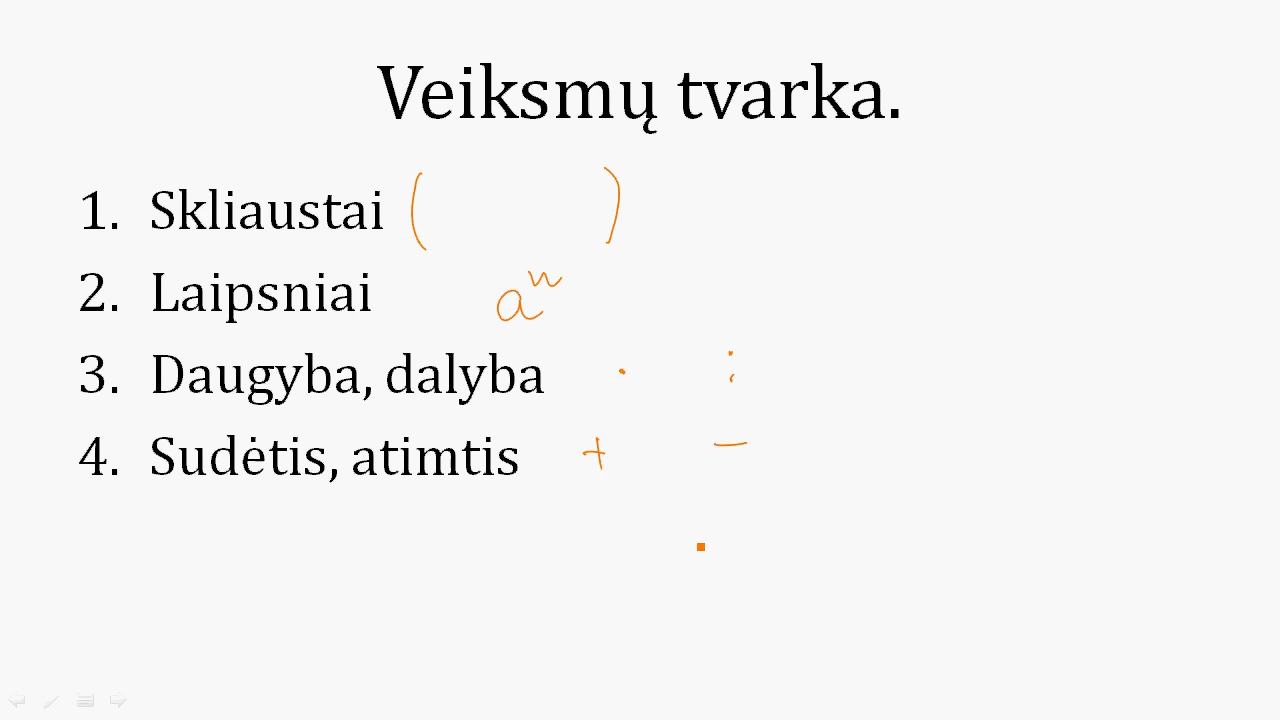 Veiksmų tvarka.
1. Skliaustai ( )
2. Laipsniai aⁿ
3. Daugyba, dalyba · :
4. Sudėtis, atimtis + −